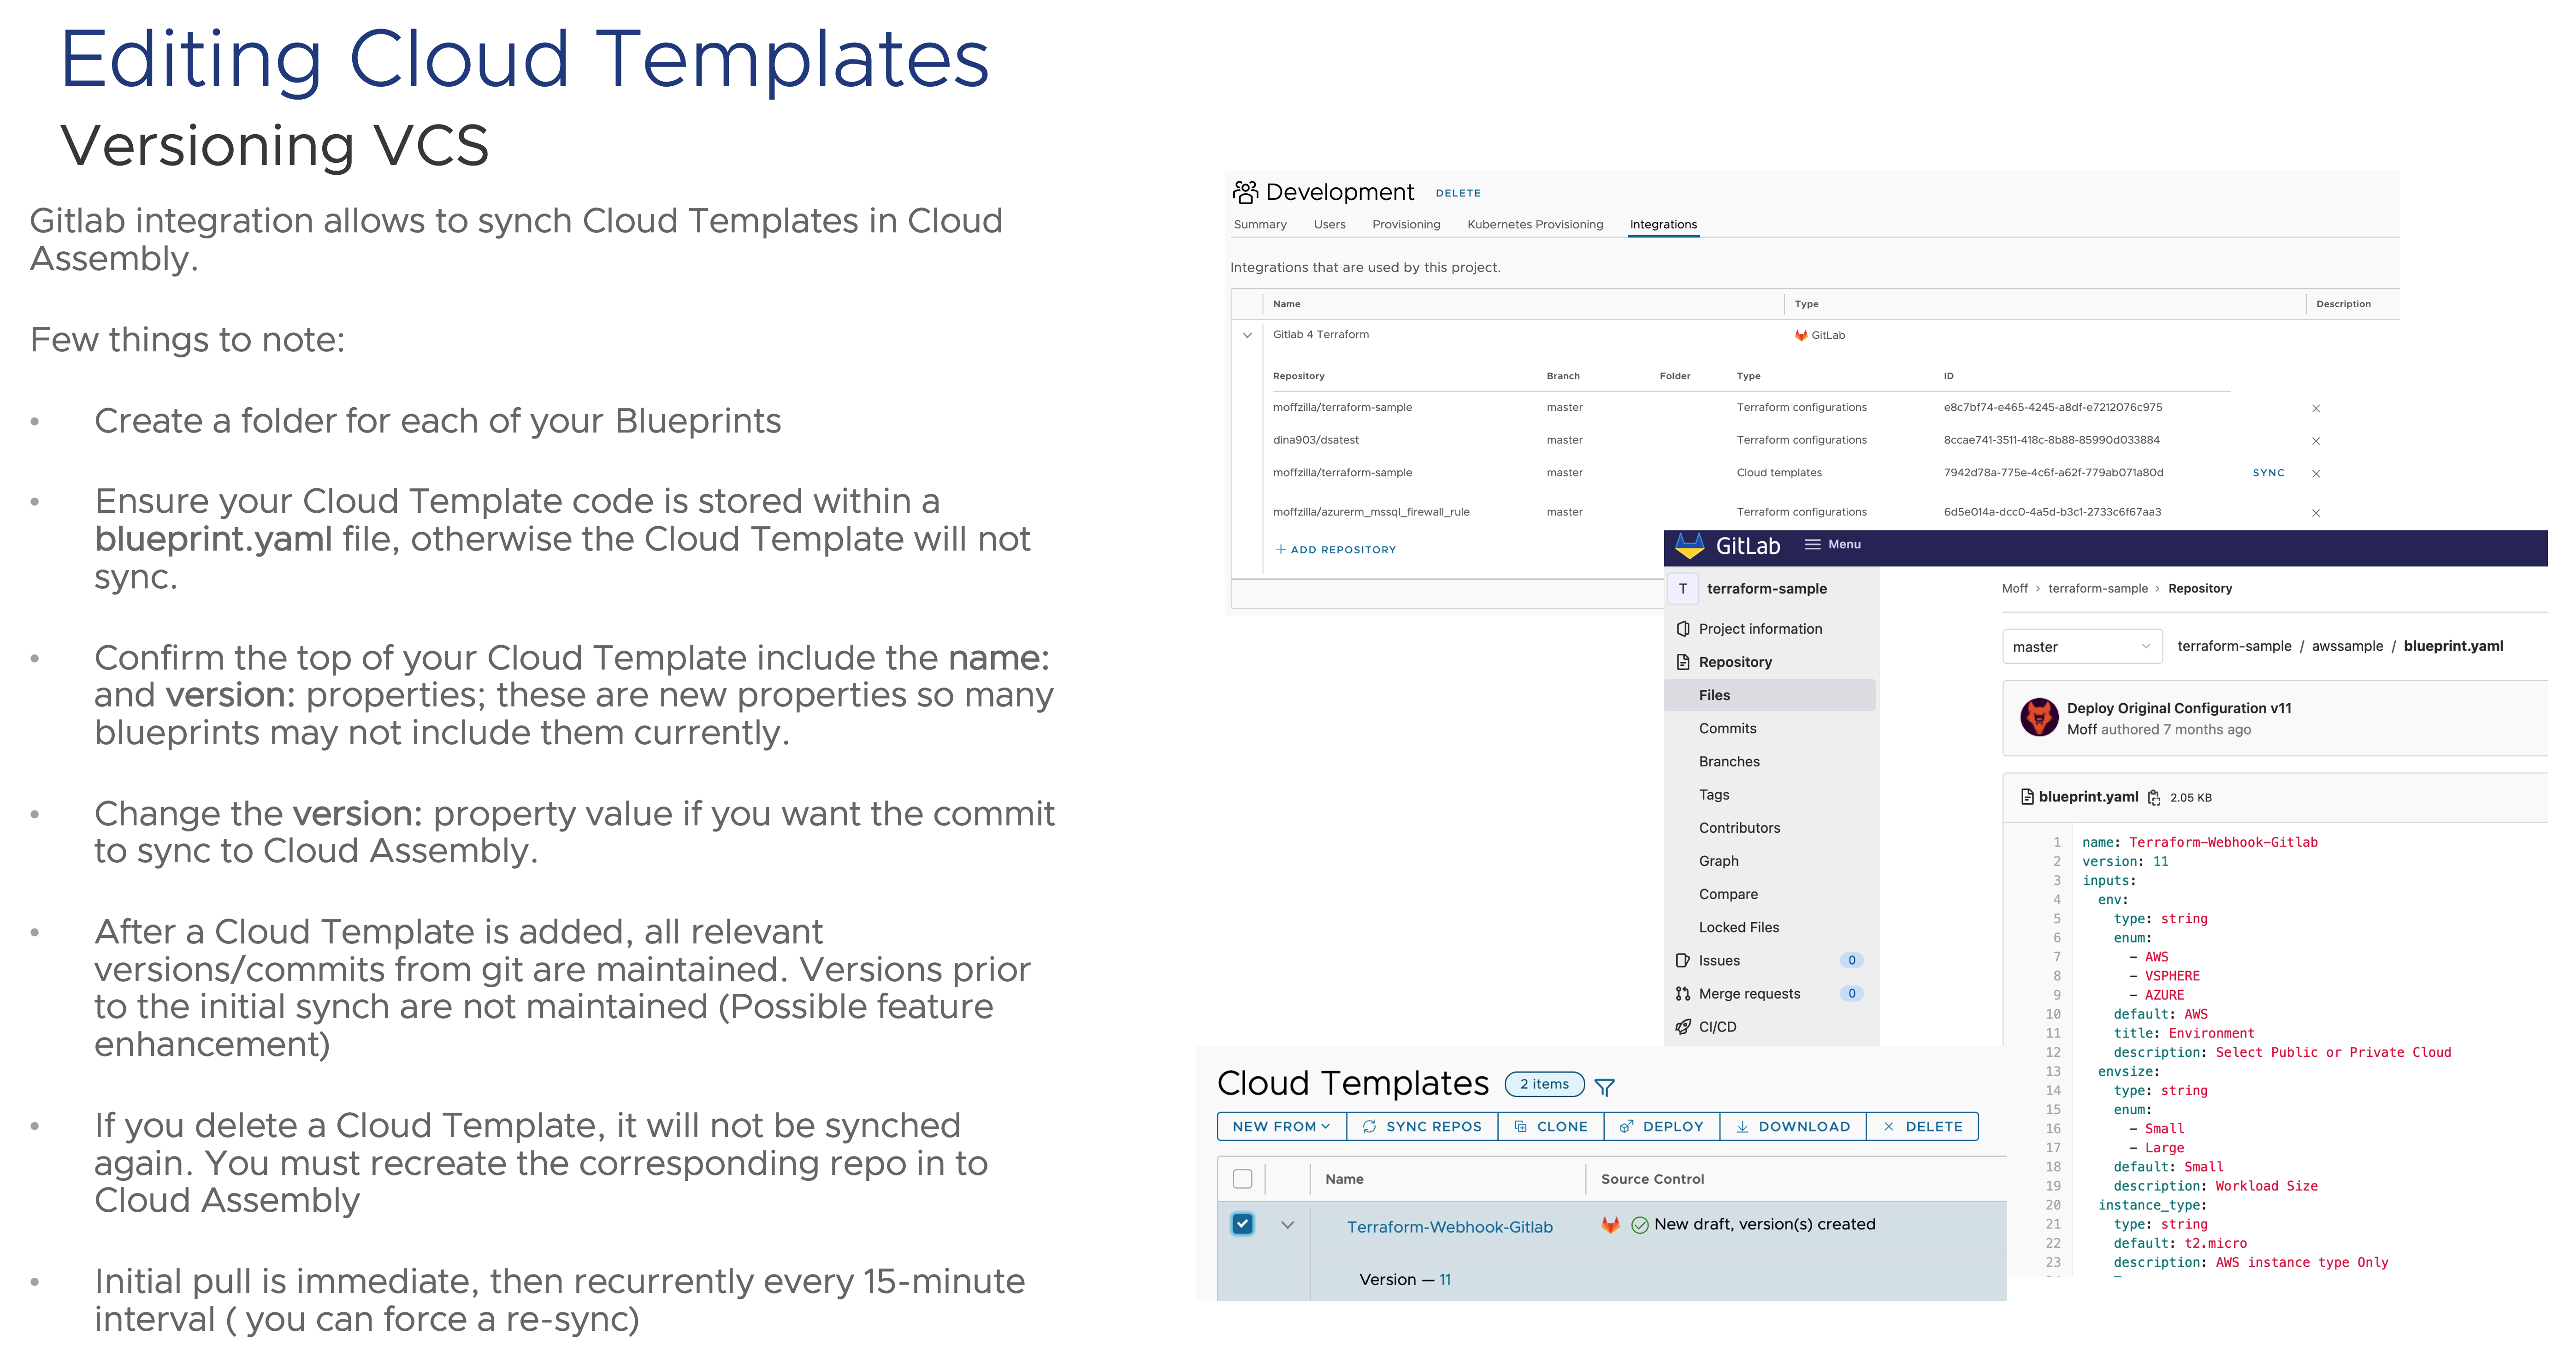 Editing Cloud Templates
Versioning VCS
Gitlab integration allows to synch Cloud Templates in Cloud
Assembly.
Few things to note:
• Create a folder for each of your Blueprints
• Ensure your Cloud Template code is stored within a
blueprint.yaml file, otherwise the Cloud Template will not
sync.
• Confirm the top of your Cloud Template include the name:
and version: properties; these are new properties so many
blueprints may not include them currently.
• Change the version: property value if you want the commit
to sync to Cloud Assembly.
• After a Cloud Template is added, all relevant
versions/commits from git are maintained. Versions prior
to the initial synch are not maintained (Possible feature
enhancement)
• If you delete a Cloud Template, it will not be synched
again. You must recreate the corresponding repo in to
Cloud Assembly
• Initial pull is immediate, then recurrently every 15-minute
interval ( you can force a re-sync)
Development DELETE
Summary Users Provisioning Kubernetes Provisioning Integrations
Integrations that are used by this project.
Name Type Description
Gitlab 4 Terraform GitLab
Repository Branch Folder Type ID
moffzilla/terraform-sample master Terraform configurations e8c7bf74-e465-4245-a8df-e7212076c975
dina903/dsatest master Terraform configurations 8ccae741-3511-418c-8b88-85990d033884
moffzilla/terraform-sample master Cloud templates 7942d78a-775e-4c6f-a62f-779ab071a80d SYNC
moffzilla/azurerm_mssql_firewall_rule master Terraform configurations 6d5e014a-dcc0-4a5d-b3c1-2733c6f67aa3
+ ADD REPOSITORY
GitLab Menu
T terraform-sample
Project information
Repository
Files
Commits
Branches
Tags
Contributors
Graph
Compare
Locked Files
Issues 0
Merge requests 0
CI/CD
Moff > terraform-sample > Repository
master terraform-sample / awssample / blueprint.yaml
Deploy Original Configuration v11
Moff authored 7 months ago
blueprint.yaml 2.05 KB
1 name: Terraform-Webhook-Gitlab
2 version: 11
3 inputs:
4 env:
5 type: string
6 enum:
7 - AWS
8 - VSPHERE
9 - AZURE
10 default: AWS
11 title: Environment
12 description: Select Public or Private Cloud
13 envsize:
14 type: string
15 enum:
16 - Small
17 - Large
18 default: Small
19 description: Workload Size
20 instance_type:
21 type: string
22 default: t2.micro
23 description: AWS instance type Only
Cloud Templates 2 items
NEW FROM SYNC REPOS CLONE DEPLOY DOWNLOAD DELETE
Name Source Control
Terraform-Webhook-Gitlab New draft, version(s) created
Version — 11